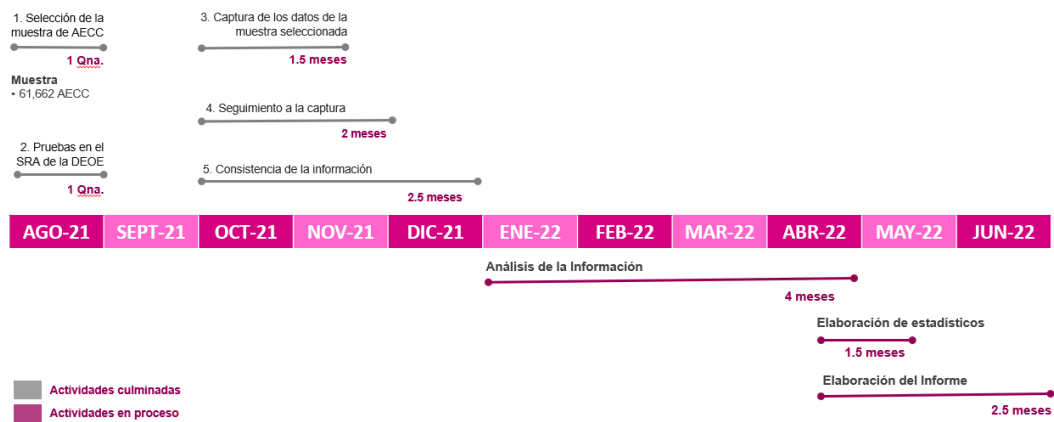 1. Selección de la
muestra de AECC
1 Qna.
Muestra
• 61,662 AECC
2. Pruebas en el
SRA de la DEOE
1 Qna.
3. Captura de los datos de la
muestra seleccionada
1.5 meses
4. Seguimiento a la captura
2 meses
5. Consistencia de la información
2.5 meses
AGO-21 SEPT-21 OCT-21 NOV-21 DIC-21 ENE-22 FEB-22 MAR-22 ABR-22 MAY-22 JUN-22
Análisis de la Información
4 meses
Elaboración de estadísticos
1.5 meses
Elaboración del Informe
2.5 meses
Actividades culminadas
Actividades en proceso